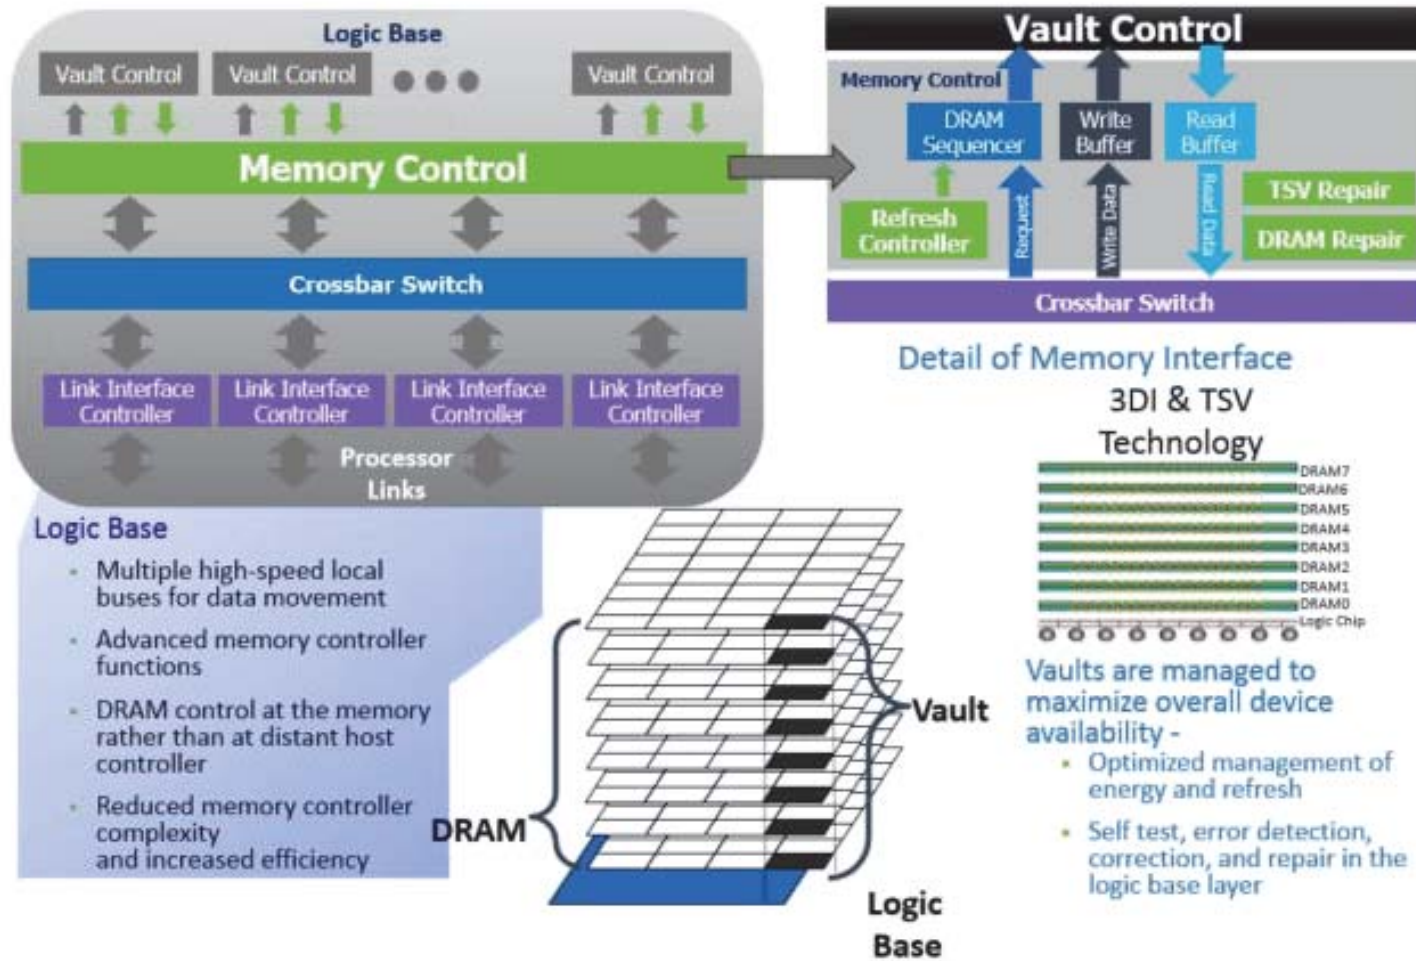 Logic Base
Vault Control
Vault Control
Vault Control
Memory Control
Crossbar Switch
Link Interface
Controller
Link Interface
Controller
Link Interface
Controller
Link Interface
Controller
Processor
Links
Vault Control
Memory Control
DRAM
Sequencer
Write
Buffer
Read
Buffer
Refresh
Controller
Request
Write Data
Read Data
TSV Repair
DRAM Repair
Crossbar Switch
Detail of Memory Interface
3DI & TSV
Technology
DRAM7
DRAM6
DRAM5
DRAM4
DRAM3
DRAM2
DRAM1
DRAM0
Logic Chip
Logic Base
• Multiple high-speed local
buses for data movement
• Advanced memory controller
functions
• DRAM control at the memory
rather than at distant host
controller
• Reduced memory controller
complexity
and increased efficiency
DRAM
Vault
Logic
Base
Vaults are managed to
maximize overall device
availability -
• Optimized management of
energy and refresh
• Self test, error detection,
correction, and repair in the
logic base layer